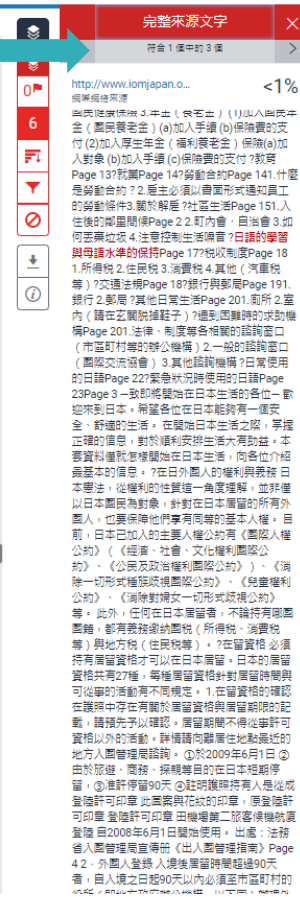 完整來源文字
符合 1 個中的 3 個
http://www.iomjapan.o...
<1%
網際網絡來源
0
6
國民健康保險 3.年金（養老金）(1)加入國民年
金（國民養老金）(a)加入手續 (b)保險費的支
付 (2)加入厚生年金（福利養老金）保險(a)加
入對象 (b)加入手續 (c)保險費的支付 ?教育
Page 13?就業Page 14?勞動合約Page 141.什麼
是勞動合約？2.雇主必須以書面形式通知員工
的勞動條件3.關於解雇 ?社區生活Page 151.入
住後的鄰里關係Page 2 2.町內會．自治會 3.如
何丟棄垃圾 4.注意控制生活噪音 ?日語的學習
與母語水準的保持Page 17?稅收制度Page 18
1.所得稅 2.住民稅 3.消費稅 4.其他（汽車稅
等）?交通法規Page 18?銀行與郵局Page 191.
銀行 2.郵局 ?其他日常生活Page 201.廁所 2.室
內（請在玄關脫掉鞋子）?遇到困難時的求助機
構Page 201.法律、制度等各相關的諮詢窗口
（市區町村等的辦公機構）2.一般的諮詢窗口
（國際交流協會）3.其他諮詢機構 ?日常使用
的日語Page 22?緊急狀況時使用的日語Page
23Page 3 –致即將開始在日本生活的各位– 歡
迎來到日本。希望各位在日本能夠有一個安
全、舒適的生活。在開始日本生活之際，掌握
正確的信息，對於順利安排生活大有助益。本
套資料僅就怎樣開始在日本生活，向各位介紹
最基本的信息。?在日外國人的權利與義務 日
本憲法，從權利的性質這一角度理解，並非僅
以日本國民為對象，針對在日本居留的所有外
國人，也要保障他們享有同等的基本人權。目
前，日本已加入的主要人權公約有《國際人權
公約》（《經濟、社會、文化權利國際公
約》、《公民及政治權利國際公約》）、《消
除一切形式種族歧視國際公約》、《兒童權利
公約》、《消除對婦女一切形式歧視公約》
等。此外，任何在日本居留者，不論持有哪國
國籍，都有義務繳納國稅（所得稅、消費稅
等）與地方稅（住民稅等）。?在留資格 必須
持有居留資格才可以在日本居留。日本的居留
資格共有27種，每種居留資格針對居留時間與
可從事的活動有不同規定。1.在留資格的確認
在護照中存在有關於居留資格與居留期限的記
載，請預先予以確認。居留期間不得從事許可
資格以外的活動。詳情請向離居住地點最近的
地方入國管理局諮詢。①於2009年6月1日 ②
由於旅遊、商務、探親等目的在日本短期停
留，③准許停留90天 ④註明護照持有人是從成
登陸許可印章 此圖案與花紋的印章，原登陸許
可印章 登陸許可印章 田機場第二旅客候機航廈
登陸 自2008年6月1日開始使用。出處：法務
省入國管理局宣傳冊《出入國管理指南》Page
4 2．外國人登錄 入境後居留時間超過90天
者，自入境之日起90天以內必須至市區町村的